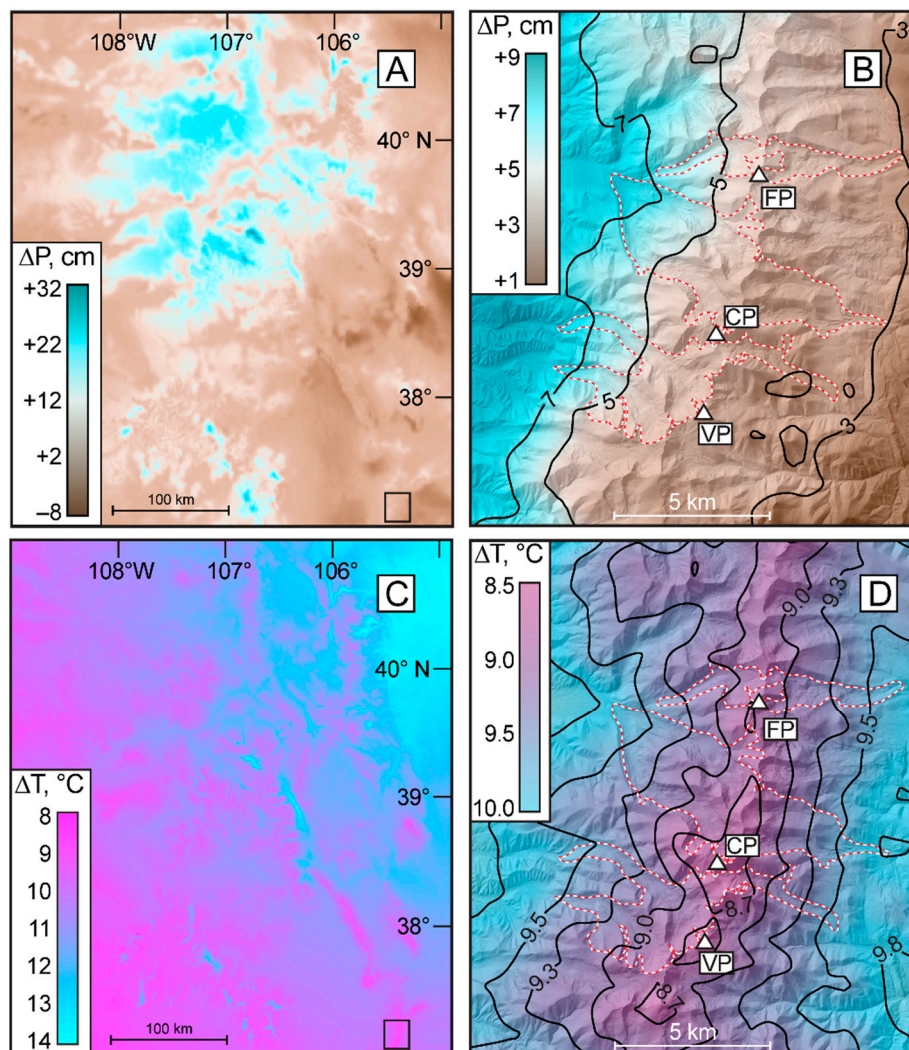 108°W 107° 106°
A
40° N
39°
38°
ΔP, cm
+32
+22
+12
+2
−8
100 km
ΔP, cm
+9
+7
+5
+3
+1
B
3
7
5
FP
CP
0
5
7
3
VP
5 km
108°W 107° 106°
C
40° N
39°
38°
ΔT, °C
8
9
10
11
12
13
14
100 km
ΔT, °C
8.5
9.0
9.5
10.0
D
9.0
9.3
9.5
FP
CP
8.7
9.0
9.5
9.3
VP
8.7
9.8
5 km